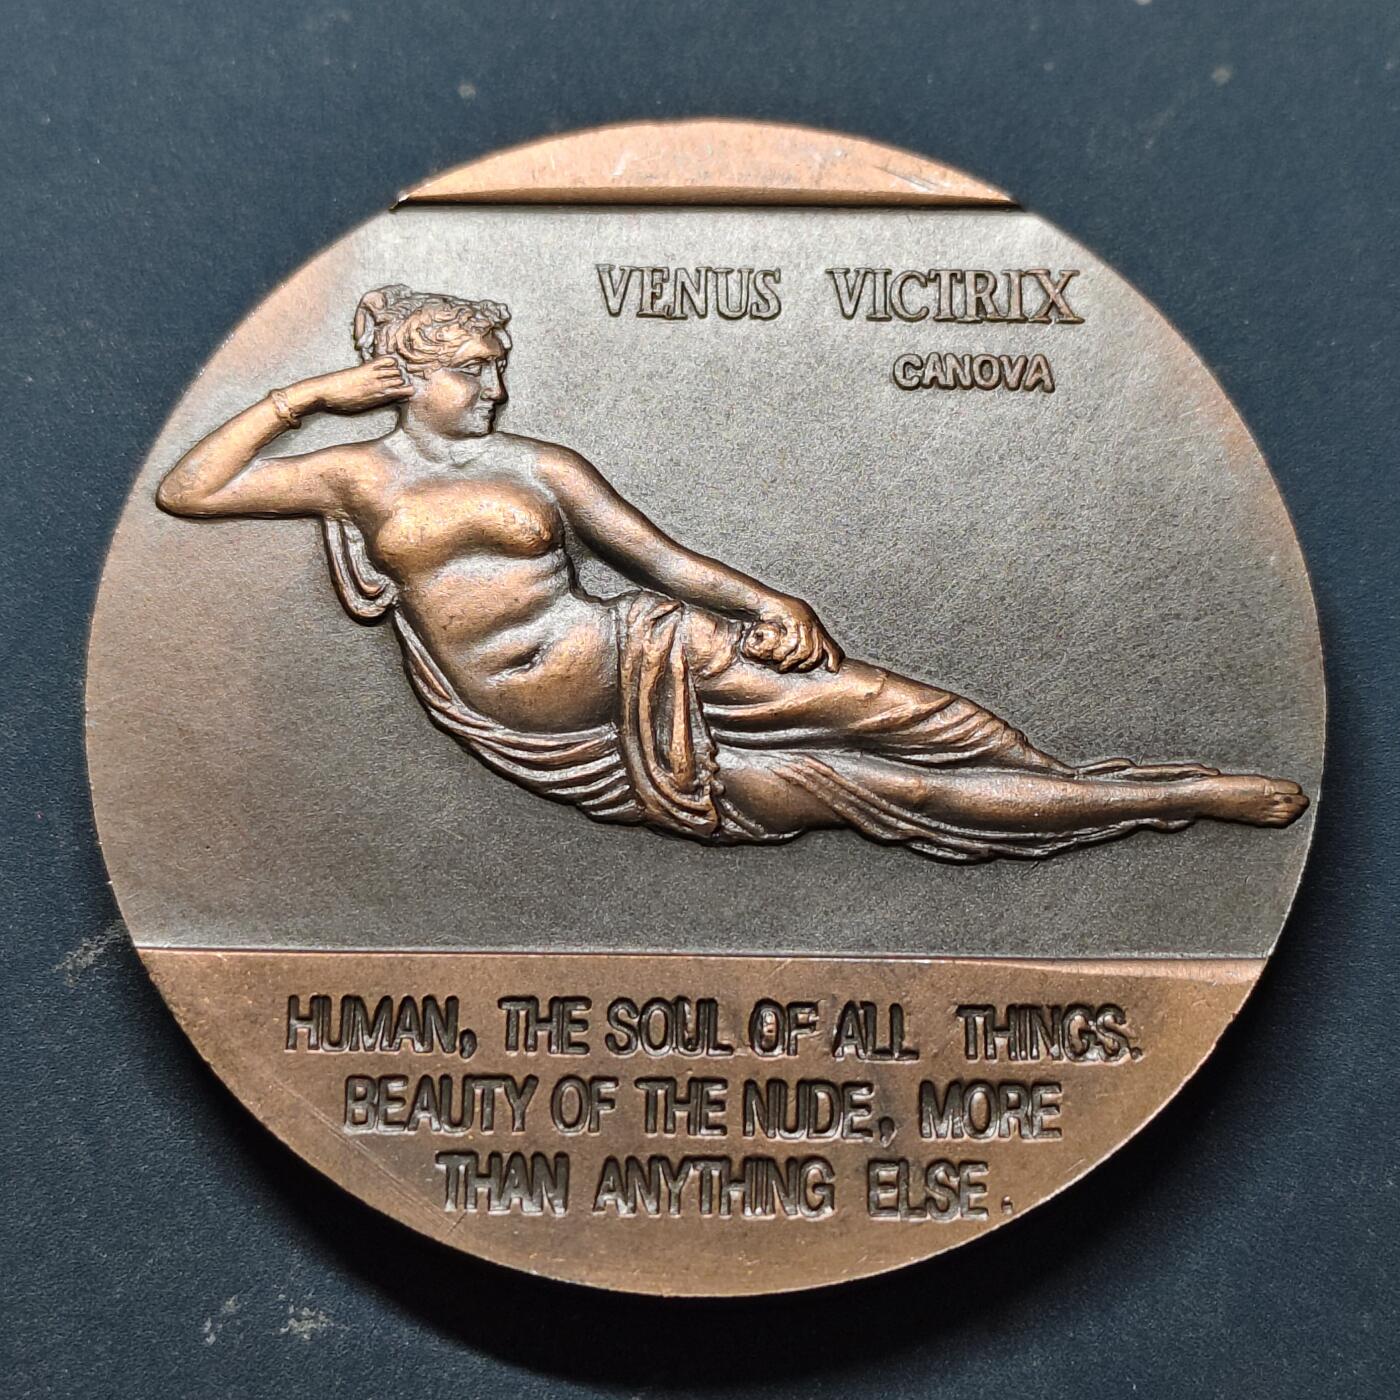 VENUS VICTRIX
CANOVA
HUMAN, THE SOUL OF ALL THINGS.
BEAUTY OF THE NUDE, MORE
THAN ANYTHING ELSE.